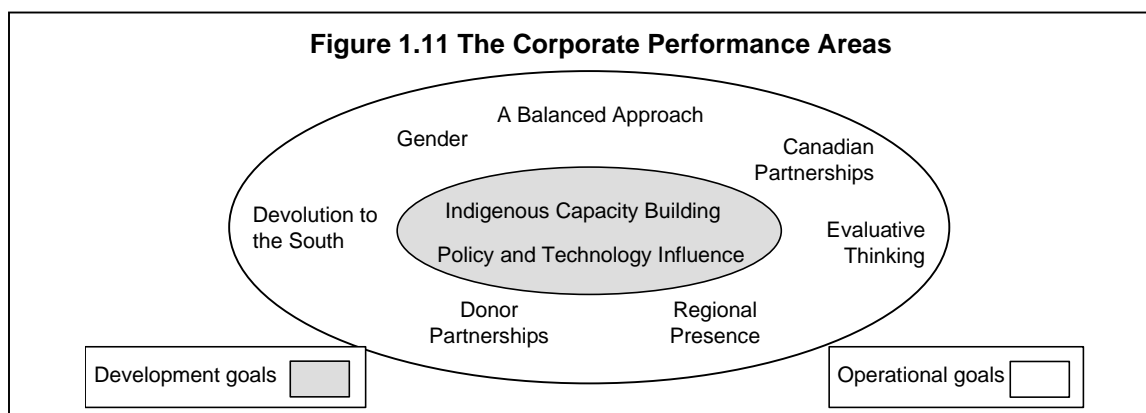 Figure 1.11 The Corporate Performance Areas
A Balanced Approach
Gender
Canadian
Partnerships
Devolution to
the South
Indigenous Capacity Building
Policy and Technology Influence
Evaluative
Thinking
Donor
Partnerships
Regional
Presence
Development goals
Operational goals